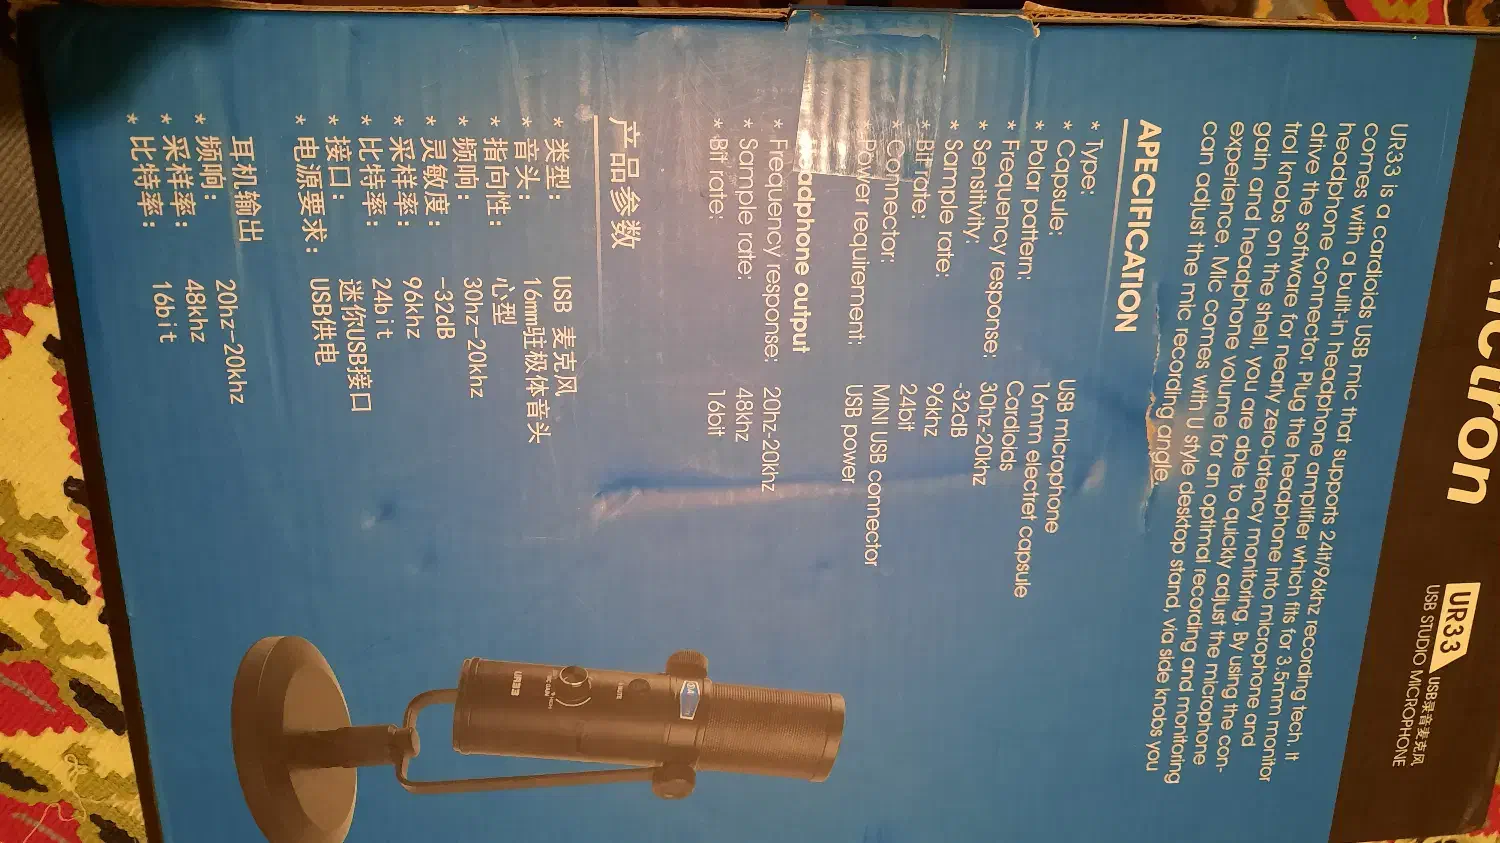 UR33 USB录音麦克风
USB STUDIO MICROPHONE
UR33 is a cardioids USB mic that supports 24it/96khz recording tech. It
comes with a built-in headphone amplifier which fits for 3.5mm monitor
headphone connector. Plug the headphone into microphone and
drive the software for nearly zero-latency monitoring. By using the con-
trol knobs on the shell, you are able to quickly adjust the microphone
gain and headphone volume for an optimal recording and monitoring
experience. Mic comes with U style desktop stand, via side knobs you
can adjust the mic recording angle.
APECIFICATION
* Type: USB microphone
* Capsule: 16mm electret capsule
* Polar pattern: Cardioids
* Frequency response: 30hz-20khz
* Sensitivity: -32dB
* Sample rate: 96khz
* Bit rate: 24bit
* Connector: MINI USB connector
Power requirement: USB power
headphone output
* Frequency response: 20hz-20khz
* Sample rate: 48khz
* Bit rate: 16bit
产品参数
* 类型: USB 麦克风
* 音头: 16mm驻极体音头
* 指向性: 心型
* 频响: 30hz-20khz
* 灵敏度: -32dB
* 采样率: 96khz
* 比特率: 24bit
* 接口: 迷你USB接口
* 电源要求: USB供电
耳机输出
* 频响: 20hz-20khz
* 采样率: 48khz
* 比特率: 16bit
UR33